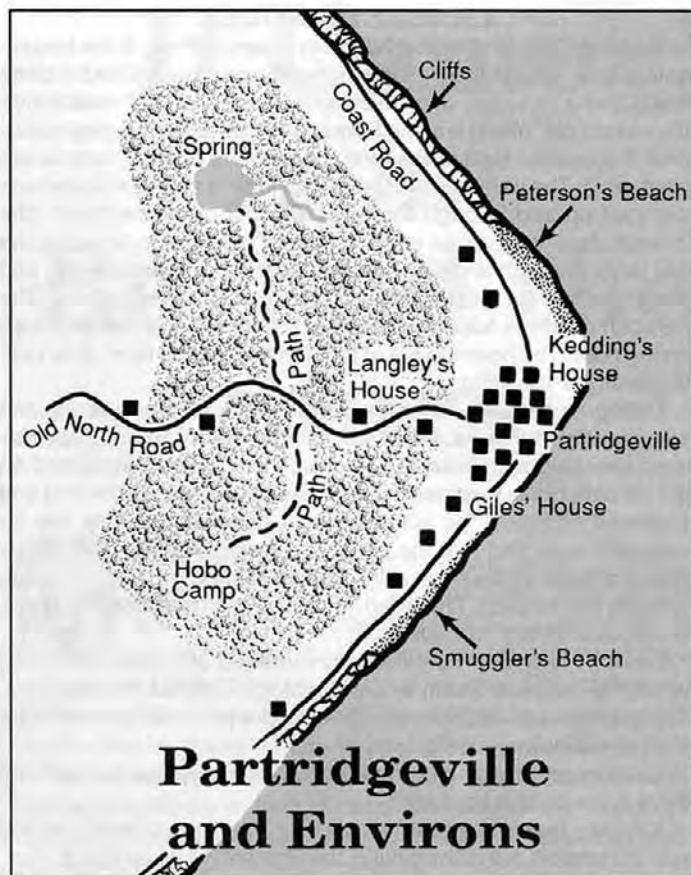 Cliffs
Coast Road
Spring
Peterson's Beach
Path
Langley's
House
Kedding's
House
Old North Road
Partridgeville
Path
Giles' House
Hobo
Camp
Smuggler's Beach
Partridgeville
and Environs